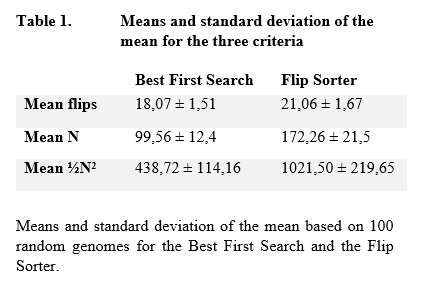 Table 1. Means and standard deviation of the
mean for the three criteria
Best First Search Flip Sorter
Mean flips 18,07 ± 1,51 21,06 ± 1,67
Mean N 99,56 ± 12,4 172,26 ± 21,5
Mean ½N² 438,72 ± 114,16 1021,50 ± 219,65
Means and standard deviation of the mean based on 100
random genomes for the Best First Search and the Flip
Sorter.